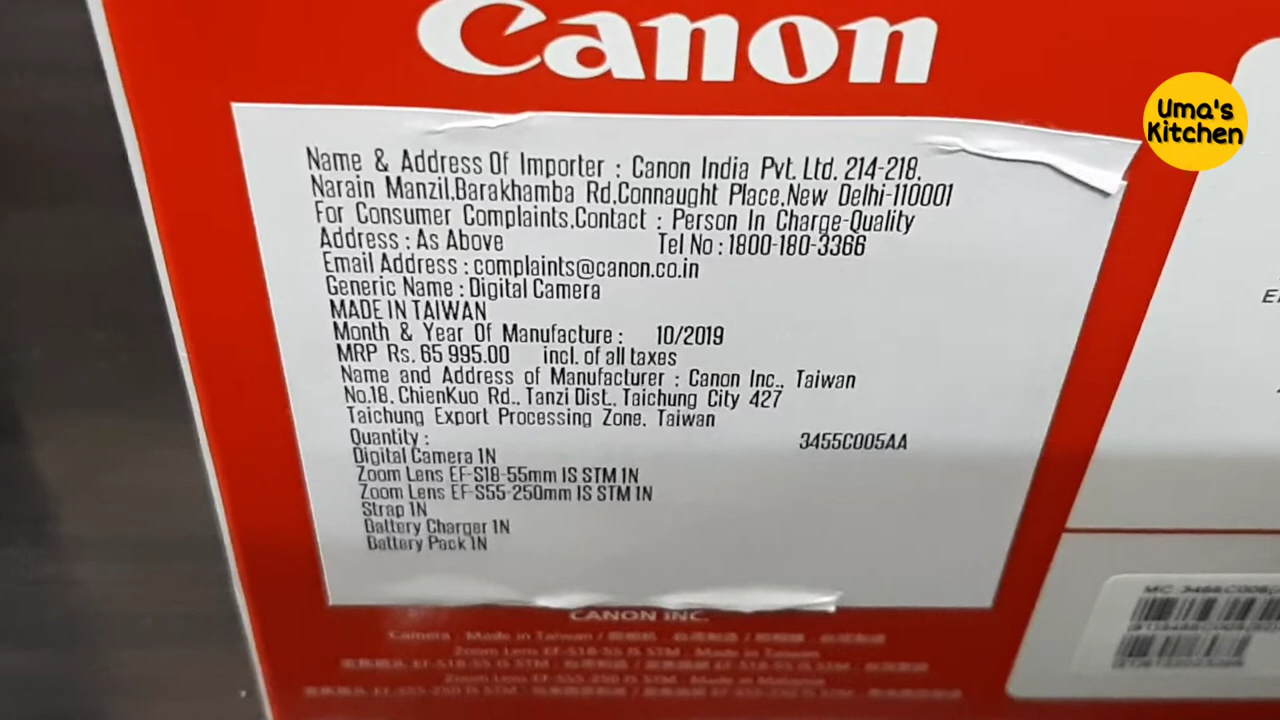 Canon
Uma's
Kitchen
Name & Address Of Importer : Canon India Pvt. Ltd. 214-218,
Narain Manzil,Barakhamba Rd,Connaught Place,New Delhi-110001
For Consumer Complaints,Contact : Person In Charge-Quality
Address : As Above Tel No : 1800-180-3366
Email Address : complaints@canon.co.in
Generic Name : Digital Camera
MADE IN TAIWAN
Month & Year Of Manufacture : 10/2019
MRP Rs. 65 995.00 incl. of all taxes
Name and Address of Manufacturer : Canon Inc., Taiwan
No.18, ChienKuo Rd., Tanzi Dist., Taichung City 427
Taichung Export Processing Zone, Taiwan
Quantity : 3455C005AA
Digital Camera 1N
Zoom Lens EF-S18-55mm IS STM 1N
Zoom Lens EF-S55-250mm IS STM 1N
Strap 1N
Battery Charger 1N
Battery Pack 1N
CANON INC.
Camera : Made in Taiwan /
Zoom Lens EF-S18-55 IS STM : Made in Taiwan
EF-S18-55 IS STM
Zoom Lens EF-S55-250 IS STM : Made in Malaysia
EF-S55-250 IS STM